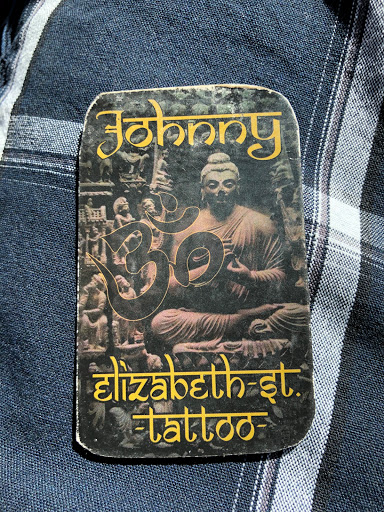 Johnny
ॐ
elizabeth-st.
-tattoo-